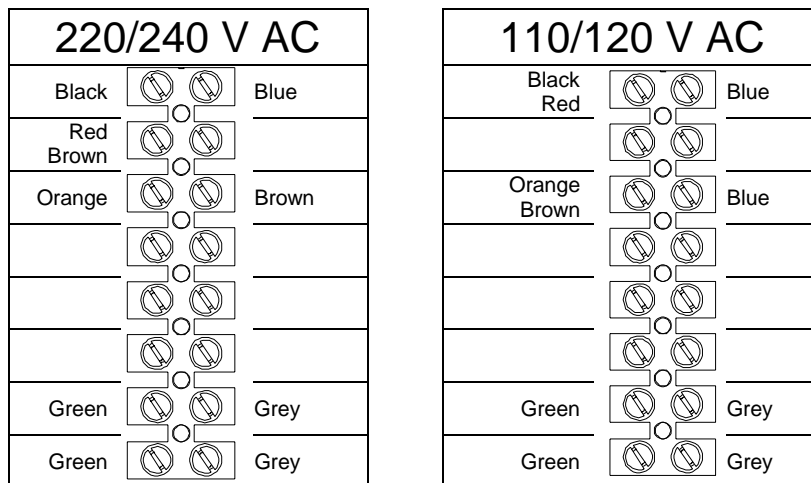 220/240 V AC
Black
Blue
Red
Brown
Orange
Brown
Green
Grey
Green
Grey
110/120 V AC
Black
Red
Blue
Orange
Brown
Blue
Green
Grey
Green
Grey